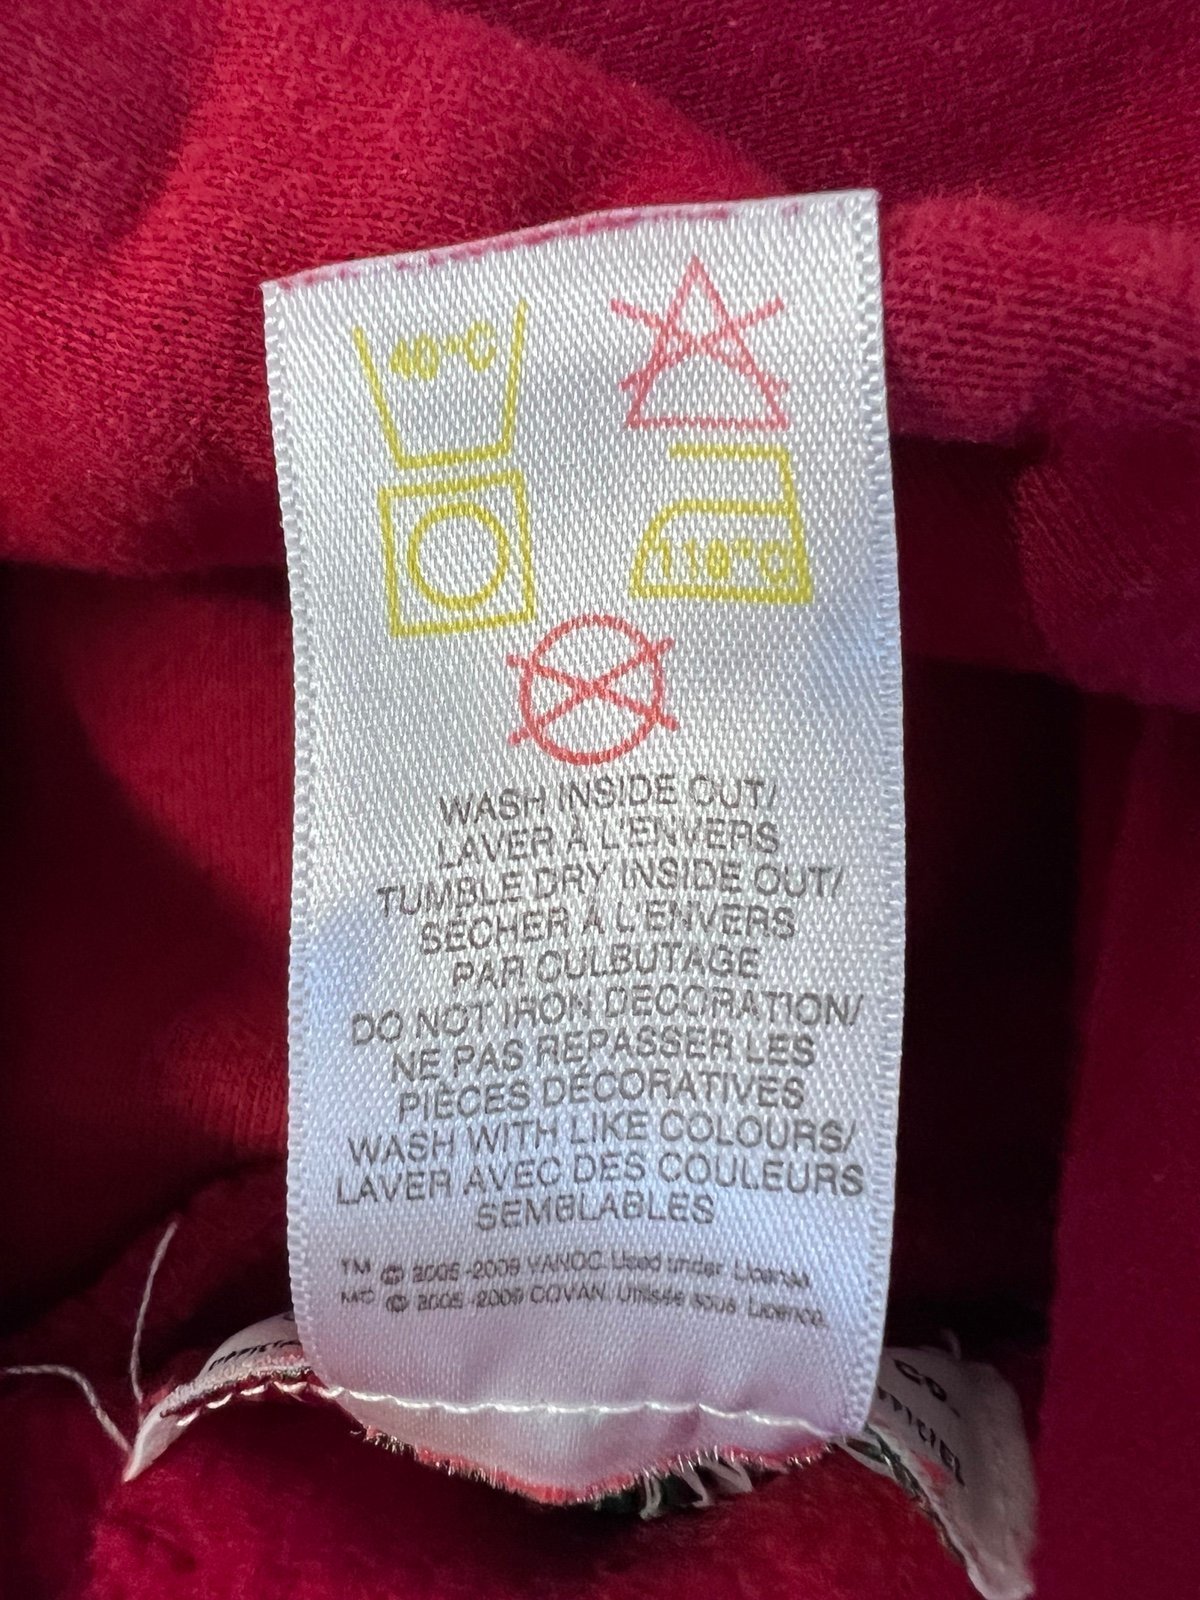 40°C
110°C
WASH INSIDE OUT/
LAVER À L'ENVERS
TUMBLE DRY INSIDE OUT/
SÉCHER À L'ENVERS
PAR CULBUTAGE
DO NOT IRON DECORATION/
NE PAS REPASSER LES
PIÈCES DÉCORATIVES
WASH WITH LIKE COLOURS/
LAVER AVEC DES COULEURS
SEMBLABLES
TM © 2005-2009 VANOC. Used under License.
MC © 2005-2009 COVAN. Utilisée sous Licence.
CO.